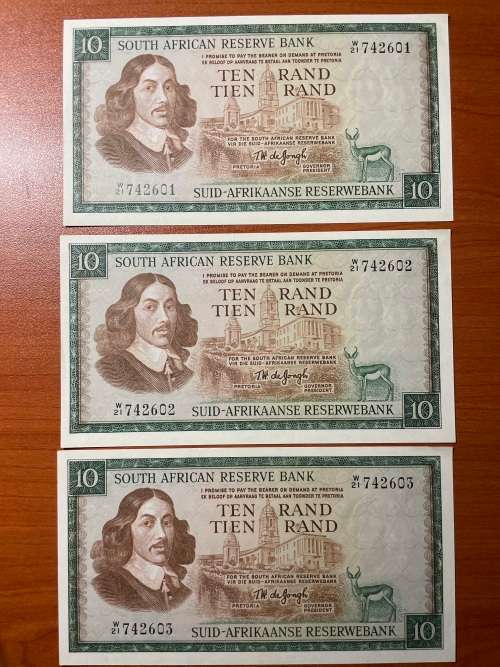 10 SOUTH AFRICAN RESERVE BANK W/21 742601
I PROMISE TO PAY THE BEARER ON DEMAND AT PRETORIA
EK BELOOF OP AANVRAAG TE BETAAL AAN TOONDER TE PRETORIA
TEN RAND
TIEN RAND
FOR THE SOUTH AFRICAN RESERVE BANK
VIR DIE SUID-AFRIKAANSE RESERWEBANK
T W de Jongh
PRETORIA GOVERNOR
PRESIDENT
W/21 742601 SUID-AFRIKAANSE RESERWEBANK 10
10 SOUTH AFRICAN RESERVE BANK W/21 742602
I PROMISE TO PAY THE BEARER ON DEMAND AT PRETORIA
EK BELOOF OP AANVRAAG TE BETAAL AAN TOONDER TE PRETORIA
TEN RAND
TIEN RAND
FOR THE SOUTH AFRICAN RESERVE BANK
VIR DIE SUID-AFRIKAANSE RESERWEBANK
T W de Jongh
PRETORIA GOVERNOR
PRESIDENT
W/21 742602 SUID-AFRIKAANSE RESERWEBANK 10
10 SOUTH AFRICAN RESERVE BANK W/21 742603
I PROMISE TO PAY THE BEARER ON DEMAND AT PRETORIA
EK BELOOF OP AANVRAAG TE BETAAL AAN TOONDER TE PRETORIA
TEN RAND
TIEN RAND
FOR THE SOUTH AFRICAN RESERVE BANK
VIR DIE SUID-AFRIKAANSE RESERWEBANK
T W de Jongh
PRETORIA GOVERNOR
PRESIDENT
W/21 742603 SUID-AFRIKAANSE RESERWEBANK 10